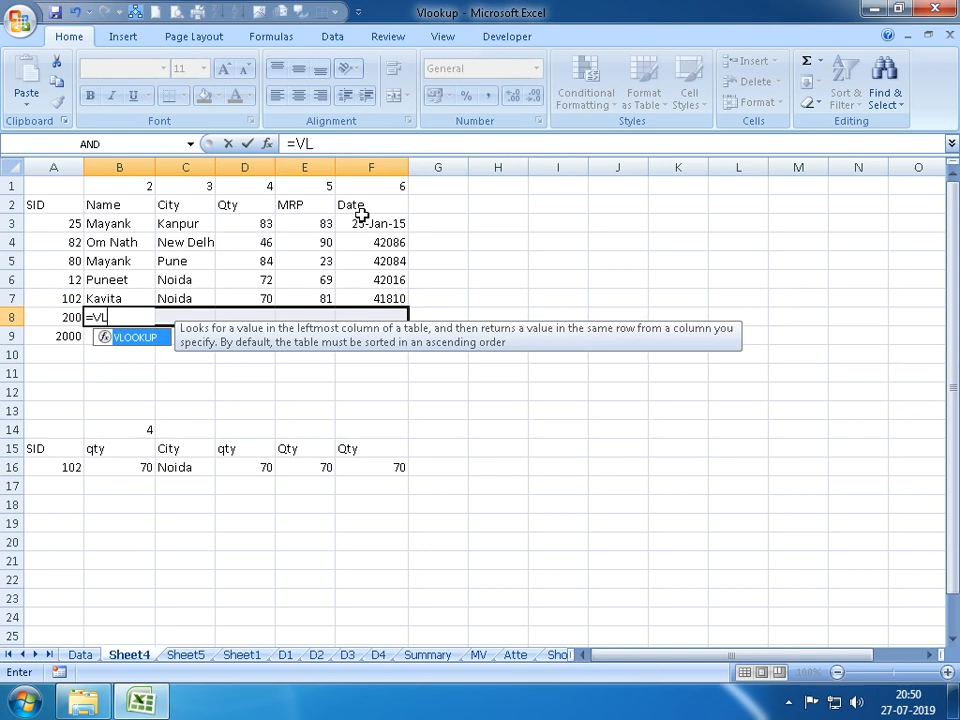 Vlookup - Microsoft Excel
Home Insert Page Layout Formulas Data Review View Developer
Paste
11 A A
General
Conditional Formatting
Format as Table
Cell Styles
Insert
Delete
Format
Σ
Sort & Filter
Find & Select
B I U A % ,
Clipboard Font Alignment Number Styles Cells Editing
AND =VL
A B C D E F G H I J K L M N O
1 2 3 4 5 6
2 SID Name City Qty MRP Date
3 25 Mayank Kanpur 83 83 25-Jan-15
4 82 Om Nath New Delh 46 90 42086
5 80 Mayank Pune 84 23 42084
6 12 Puneet Noida 72 69 42016
7 102 Kavita Noida 70 81 41810
8 200 =VL
9 2000 VLOOKUP
Looks for a value in the leftmost column of a table, and then returns a value in the same row from a column you
specify. By default, the table must be sorted in an ascending order
10
11
12
13
14 4
15 SID qty City qty Qty Qty
16 102 70 Noida 70 70 70
17
18
19
20
21
22
23
24
25
Data Sheet4 Sheet5 Sheet1 D1 D2 D3 D4 Summary MV Atte Sho
Enter 100%
20:50
27-07-2019